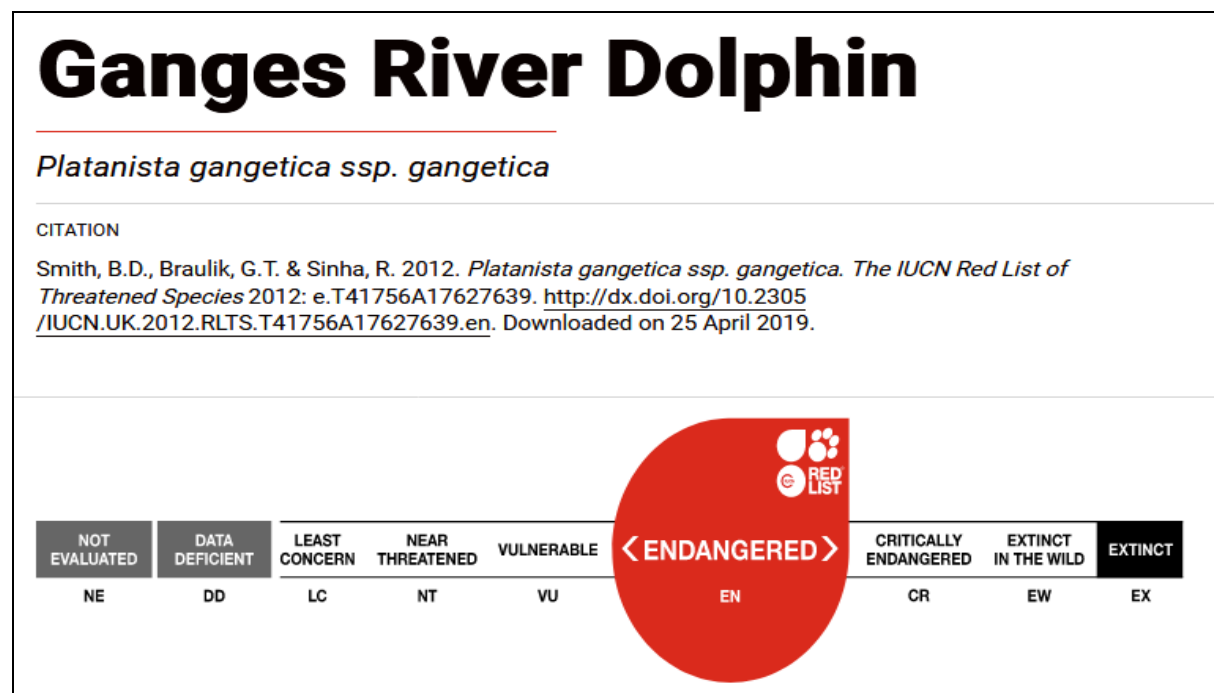 Ganges River Dolphin
Platanista gangetica ssp. gangetica
CITATION
Smith, B.D., Braulik, G.T. & Sinha, R. 2012. Platanista gangetica ssp. gangetica. The IUCN Red List of
Threatened Species 2012: e.T41756A17627639. http://dx.doi.org/10.2305
/IUCN.UK.2012.RLTS.T41756A17627639.en. Downloaded on 25 April 2019.
RED
LIST
NOT
EVALUATED
NE
DATA
DEFICIENT
DD
LEAST
CONCERN
LC
NEAR
THREATENED
NT
VULNERABLE
VU
<ENDANGERED>
EN
CRITICALLY
ENDANGERED
CR
EXTINCT
IN THE WILD
EW
EXTINCT
EX